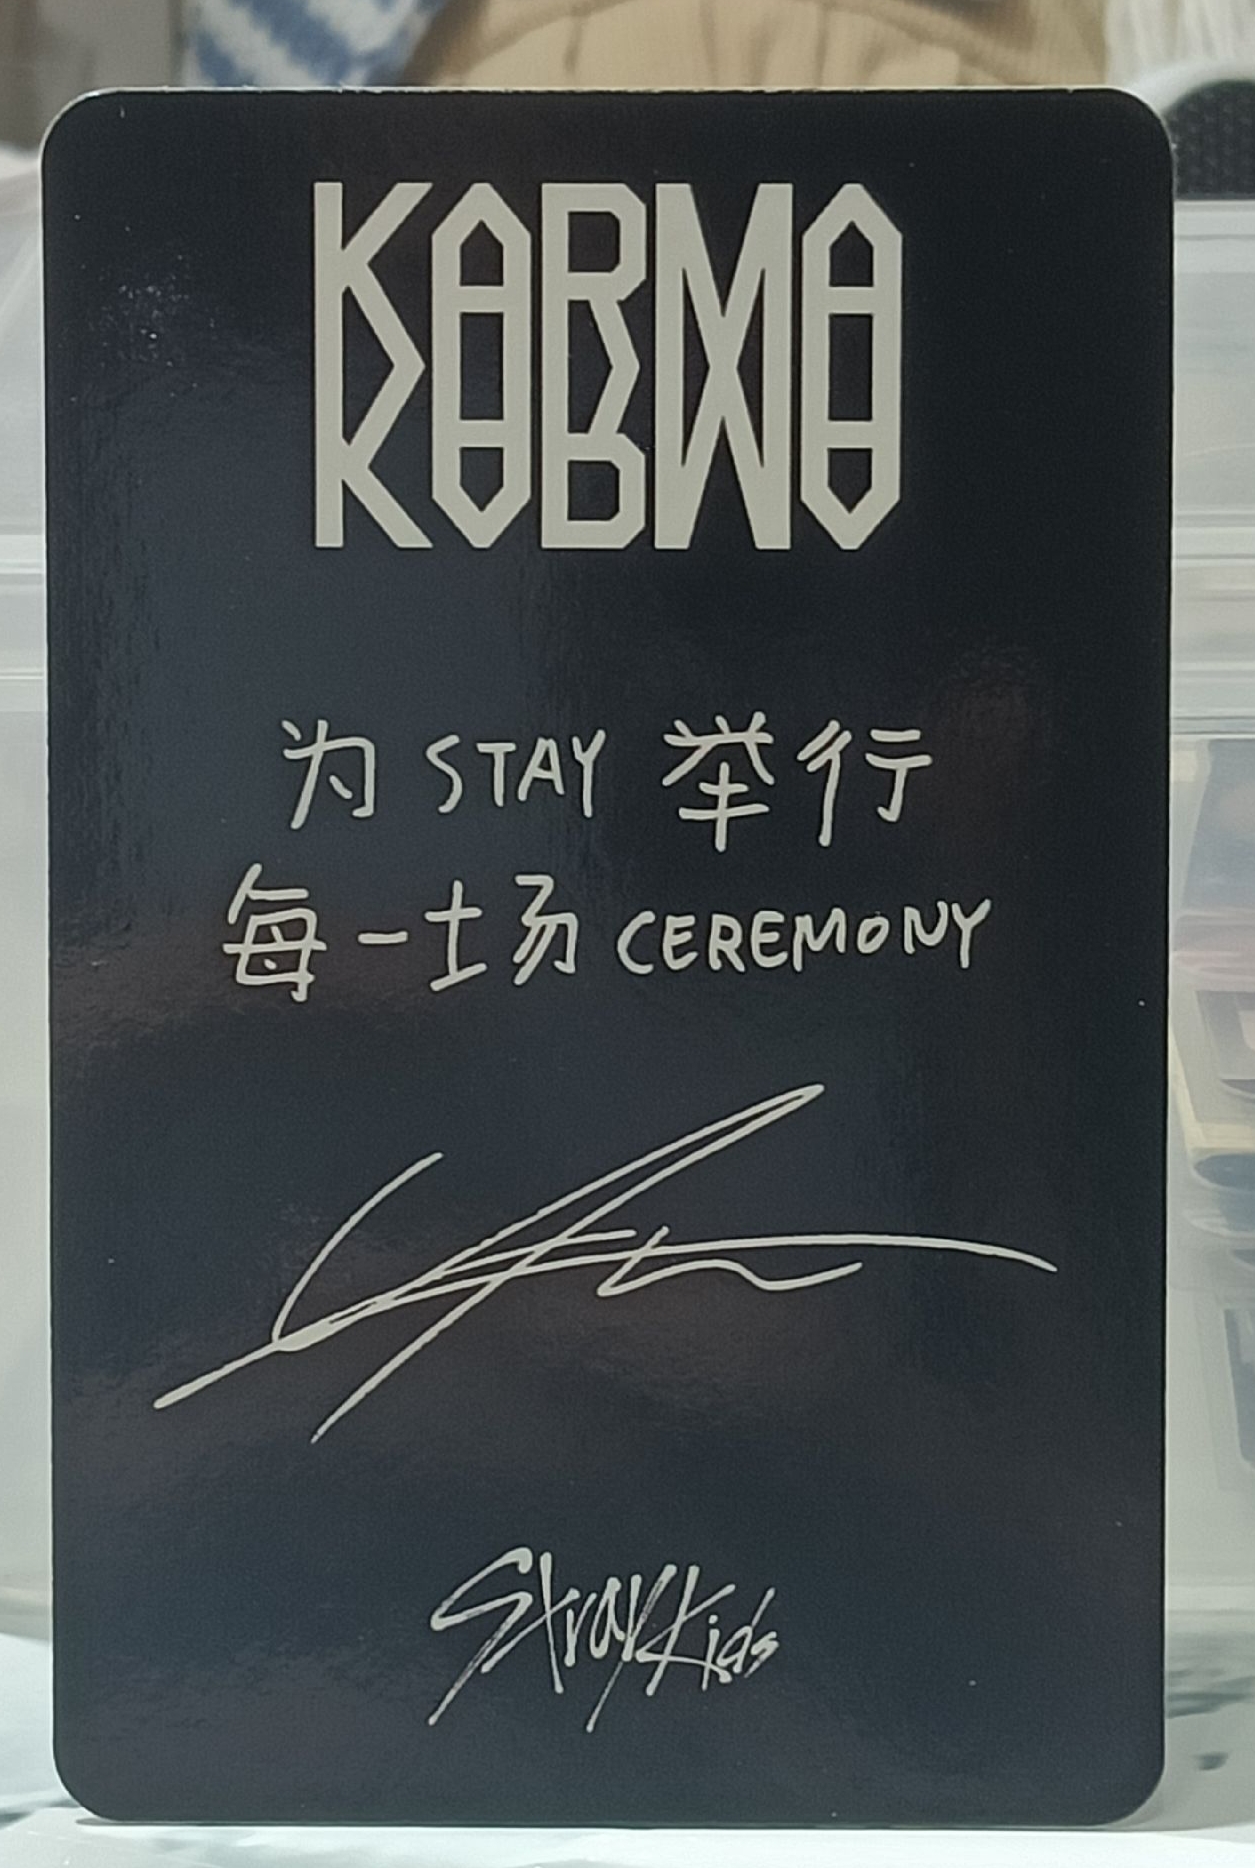 KARMA
为 STAY 举行
每一场 CEREMONY
Stray Kids